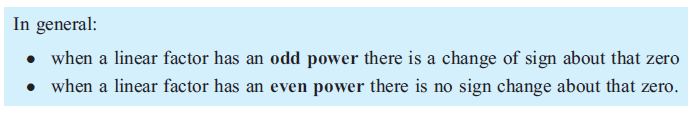 In general:
• when a linear factor has an odd power there is a change of sign about that zero
• when a linear factor has an even power there is no sign change about that zero.